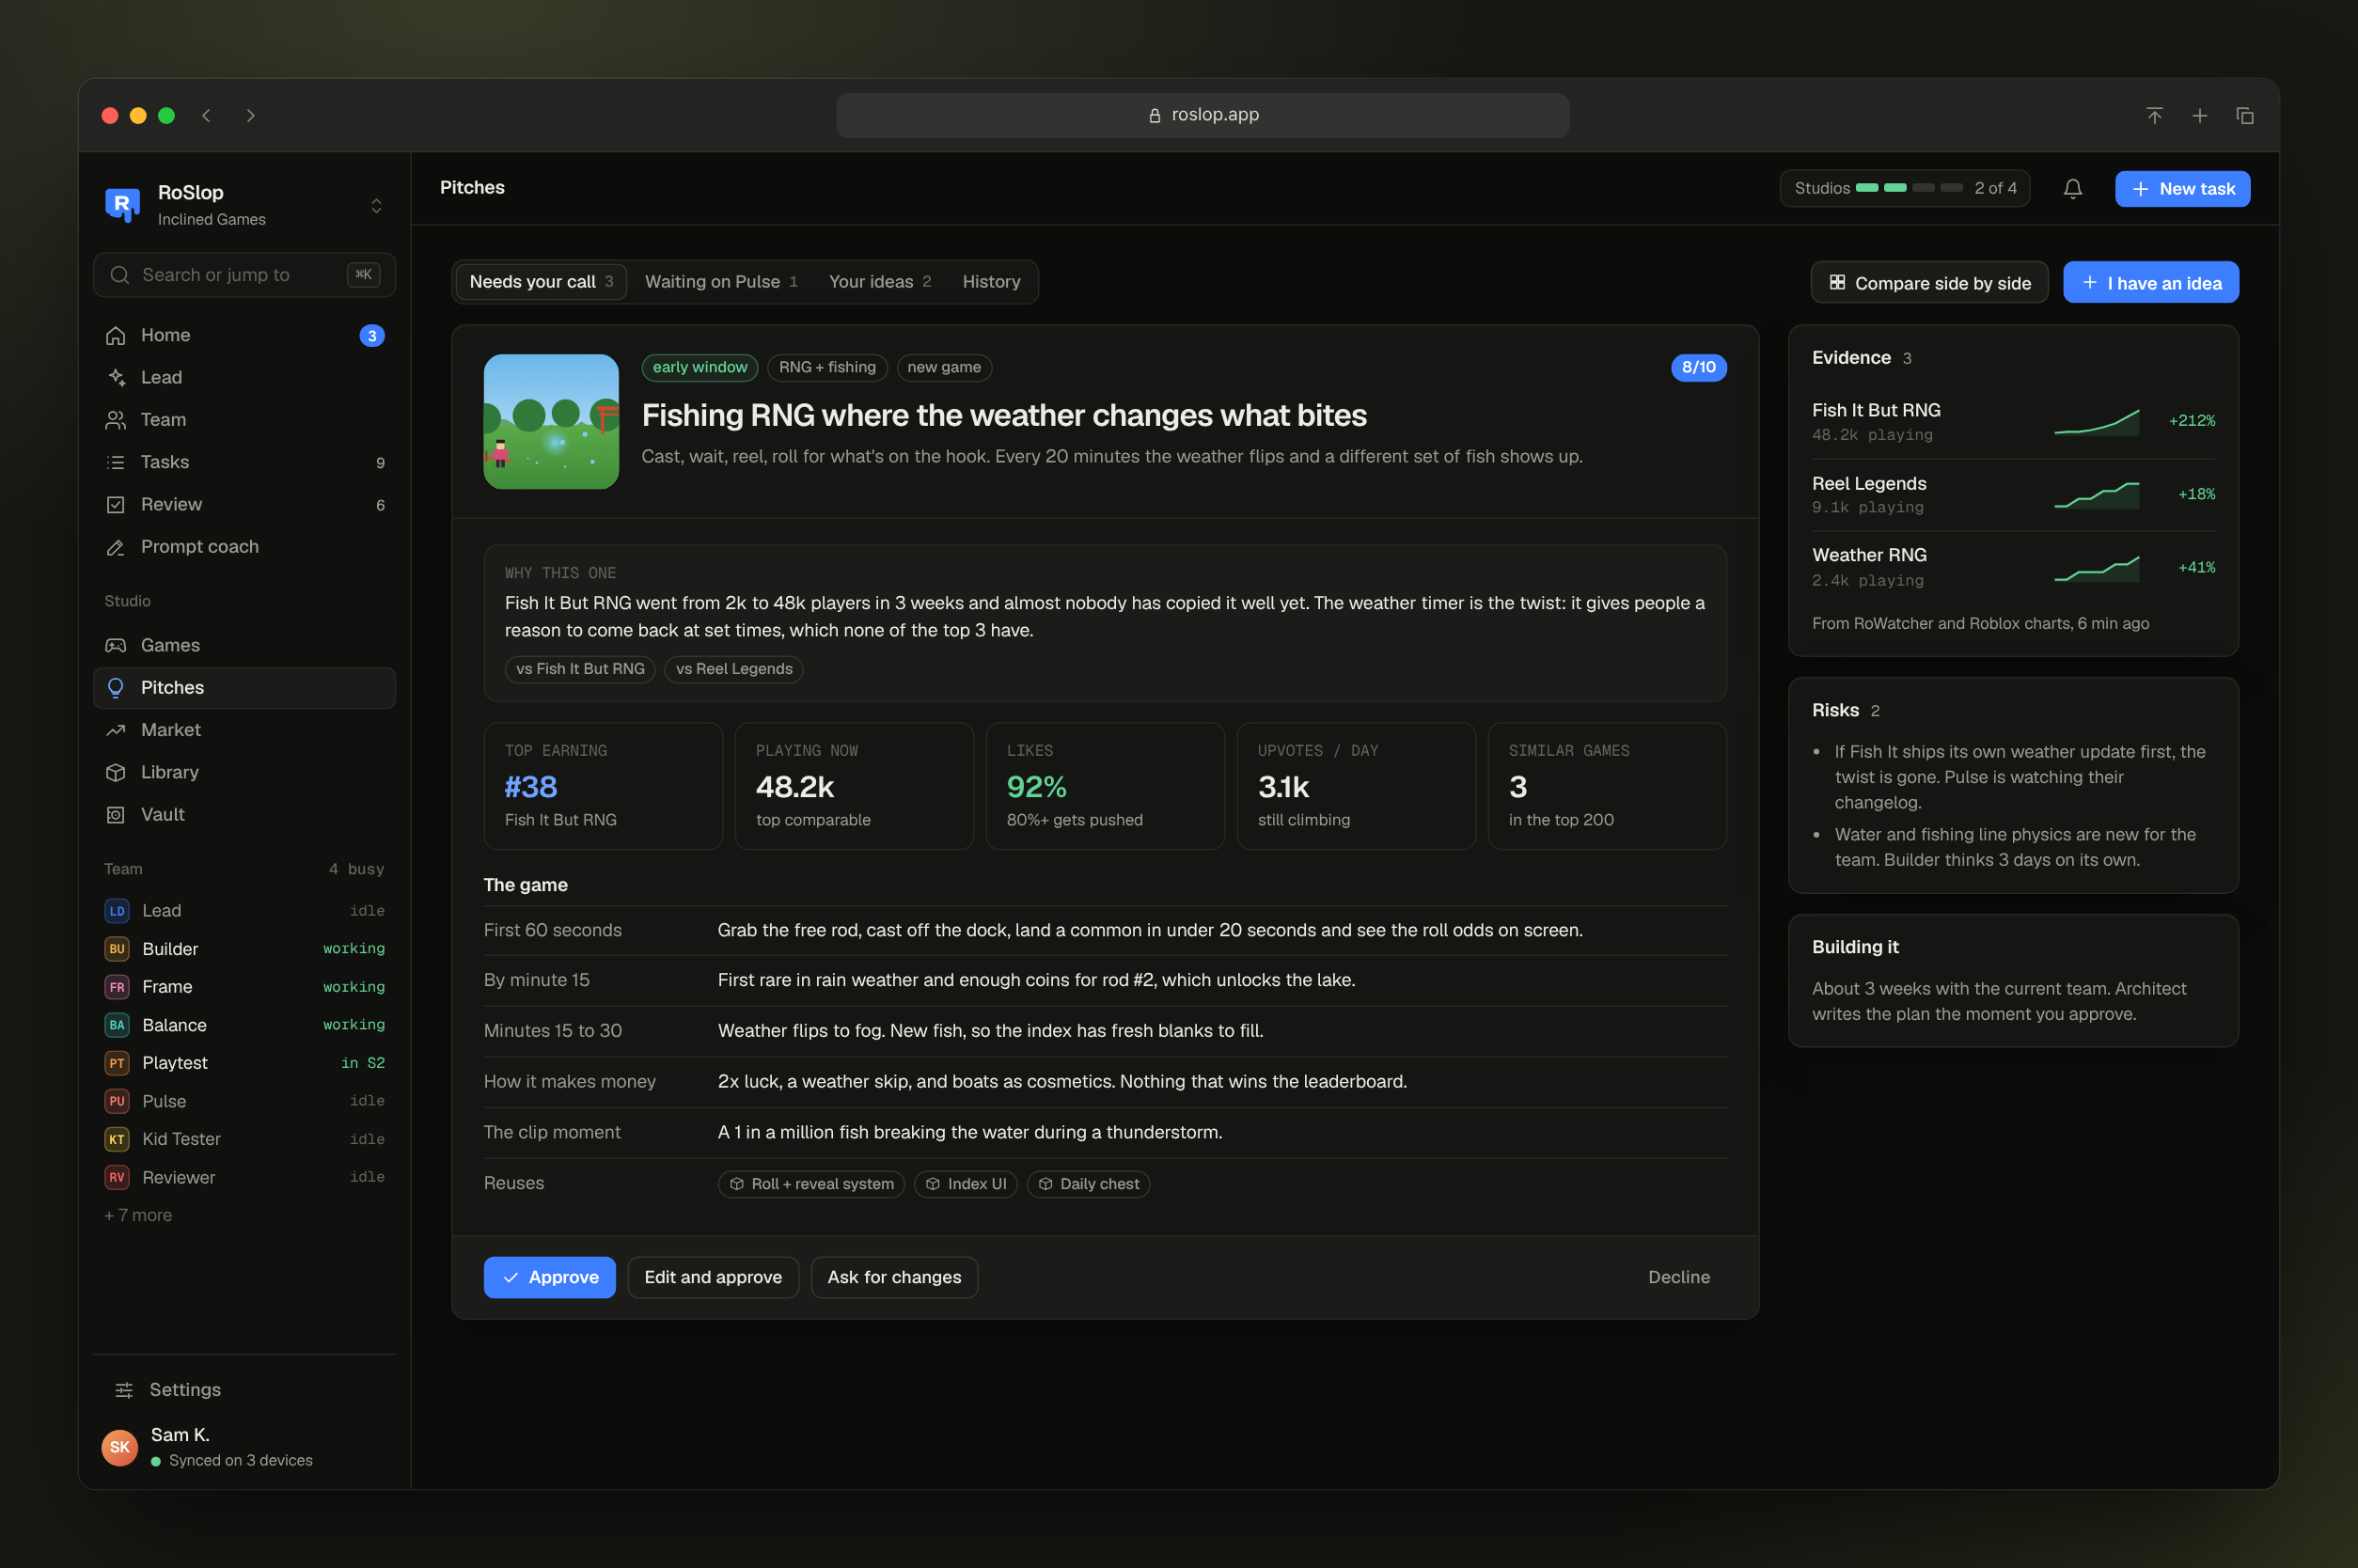 roslop.app
R
RoSlop
Inclined Games
Search or jump to ⌘K
Home 3
Lead
Team
Tasks 9
Review 6
Prompt coach
Studio
Games
Pitches
Market
Library
Vault
Team 4 busy
LD Lead idle
BU Builder working
FR Frame working
BA Balance working
PT Playtest in S2
PU Pulse idle
KT Kid Tester idle
RV Reviewer idle
+ 7 more
Settings
SK
Sam K.
Synced on 3 devices
Pitches
Studios 2 of 4
+ New task
Needs your call 3 Waiting on Pulse 1 Your ideas 2 History
Compare side by side
+ I have an idea
early window RNG + fishing new game 8/10
Fishing RNG where the weather changes what bites
Cast, wait, reel, roll for what's on the hook. Every 20 minutes the weather flips and a different set of fish shows up.
WHY THIS ONE
Fish It But RNG went from 2k to 48k players in 3 weeks and almost nobody has copied it well yet. The weather timer is the twist: it gives people a
reason to come back at set times, which none of the top 3 have.
vs Fish It But RNG vs Reel Legends
TOP EARNING
#38
Fish It But RNG
PLAYING NOW
48.2k
top comparable
LIKES
92%
80%+ gets pushed
UPVOTES / DAY
3.1k
still climbing
SIMILAR GAMES
3
in the top 200
The game
First 60 seconds Grab the free rod, cast off the dock, land a common in under 20 seconds and see the roll odds on screen.
By minute 15 First rare in rain weather and enough coins for rod #2, which unlocks the lake.
Minutes 15 to 30 Weather flips to fog. New fish, so the index has fresh blanks to fill.
How it makes money 2x luck, a weather skip, and boats as cosmetics. Nothing that wins the leaderboard.
The clip moment A 1 in a million fish breaking the water during a thunderstorm.
Reuses Roll + reveal system Index UI Daily chest
Approve Edit and approve Ask for changes Decline
Evidence 3
Fish It But RNG
48.2k playing
+212%
Reel Legends
9.1k playing
+18%
Weather RNG
2.4k playing
+41%
From RoWatcher and Roblox charts, 6 min ago
Risks 2
• If Fish It ships its own weather update first, the
twist is gone. Pulse is watching their
changelog.
• Water and fishing line physics are new for the
team. Builder thinks 3 days on its own.
Building it
About 3 weeks with the current team. Architect
writes the plan the moment you approve.